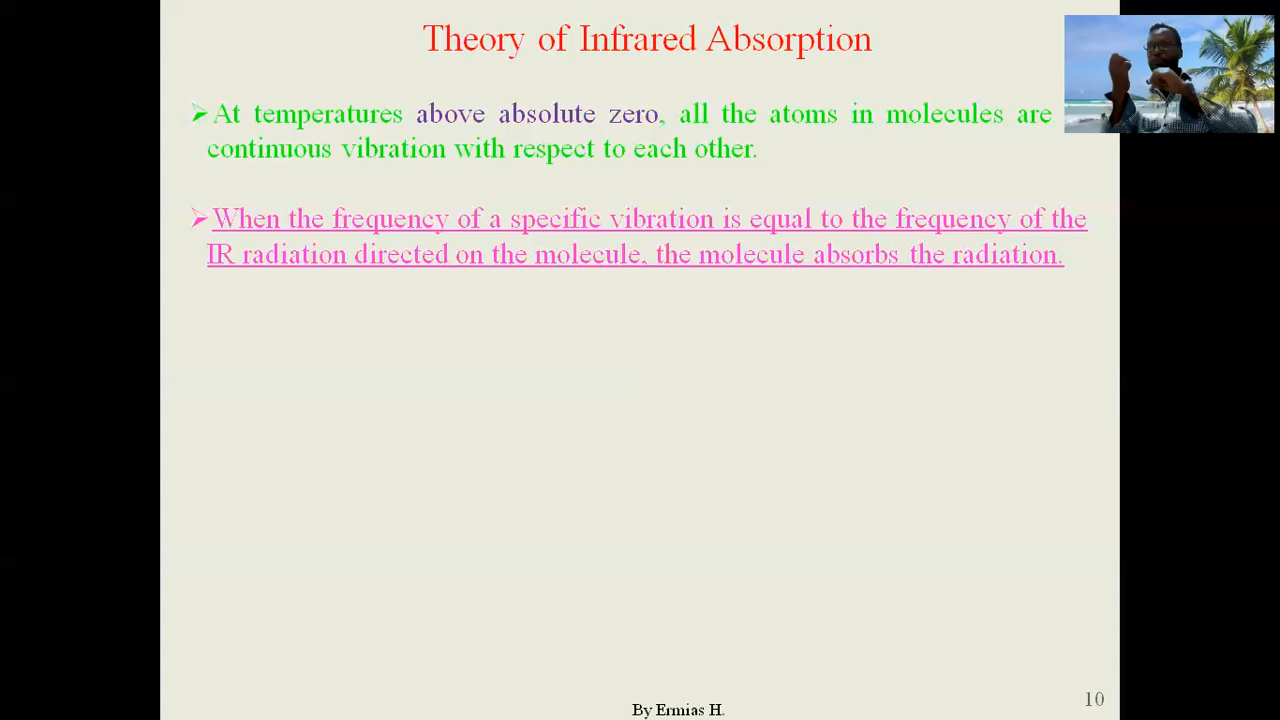 Theory of Infrared Absorption
➢At temperatures above absolute zero, all the atoms in molecules are
continuous vibration with respect to each other.
➢When the frequency of a specific vibration is equal to the frequency of the
IR radiation directed on the molecule, the molecule absorbs the radiation.
By Ermias H.
10